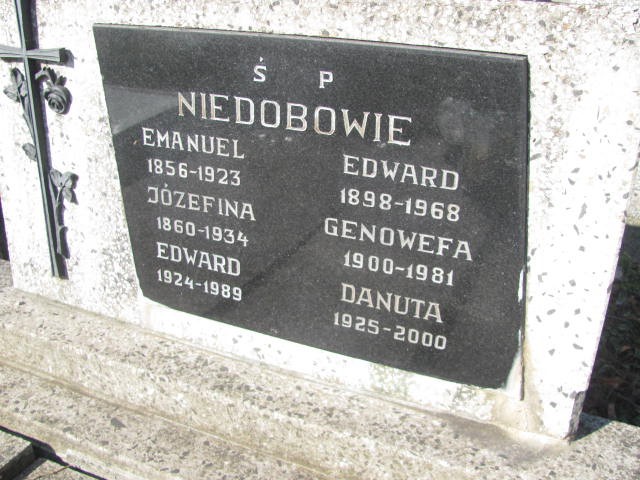 Ś P
NIEDOBOWIE
EMANUEL
1856-1923
JÓZEFINA
1860-1934
EDWARD
1924-1989
EDWARD
1898-1968
GENOWEFA
1900-1981
DANUTA
1925-2000